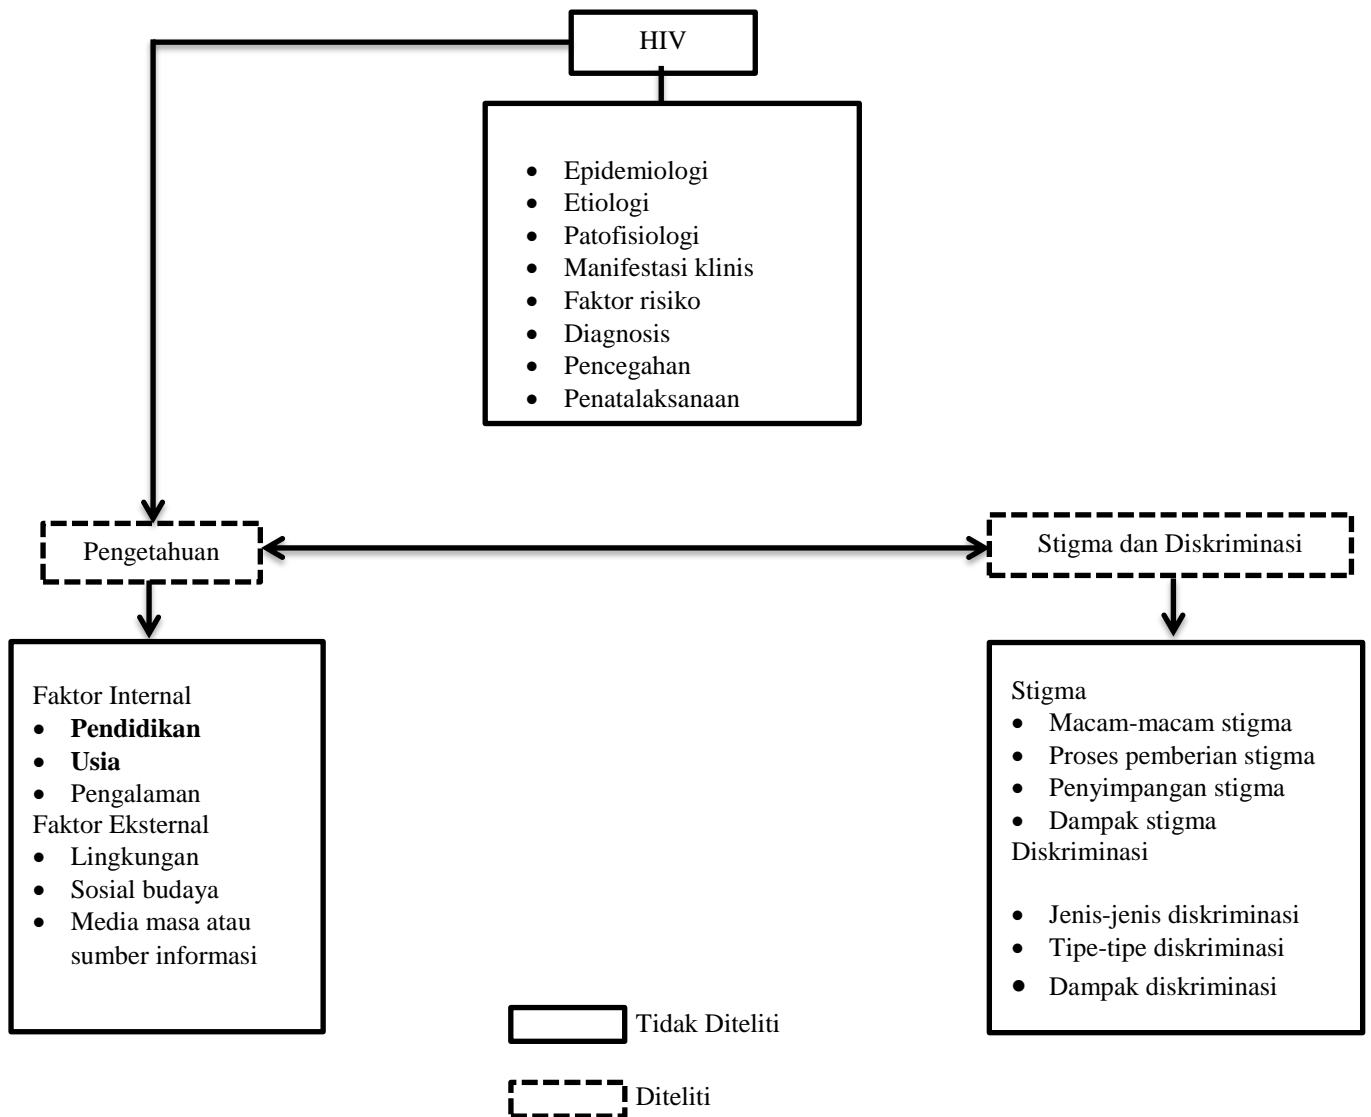 HIV
• Epidemiologi
• Etiologi
• Patofisiologi
• Manifestasi klinis
• Faktor risiko
• Diagnosis
• Pencegahan
• Penatalaksanaan
Pengetahuan
Stigma dan Diskriminasi
Faktor Internal
• Pendidikan
• Usia
• Pengalaman
Faktor Eksternal
• Lingkungan
• Sosial budaya
• Media masa atau
sumber informasi
Stigma
• Macam-macam stigma
• Proses pemberian stigma
• Penyimpangan stigma
• Dampak stigma
Diskriminasi
• Jenis-jenis diskriminasi
• Tipe-tipe diskriminasi
• Dampak diskriminasi
Tidak Diteliti
Diteliti